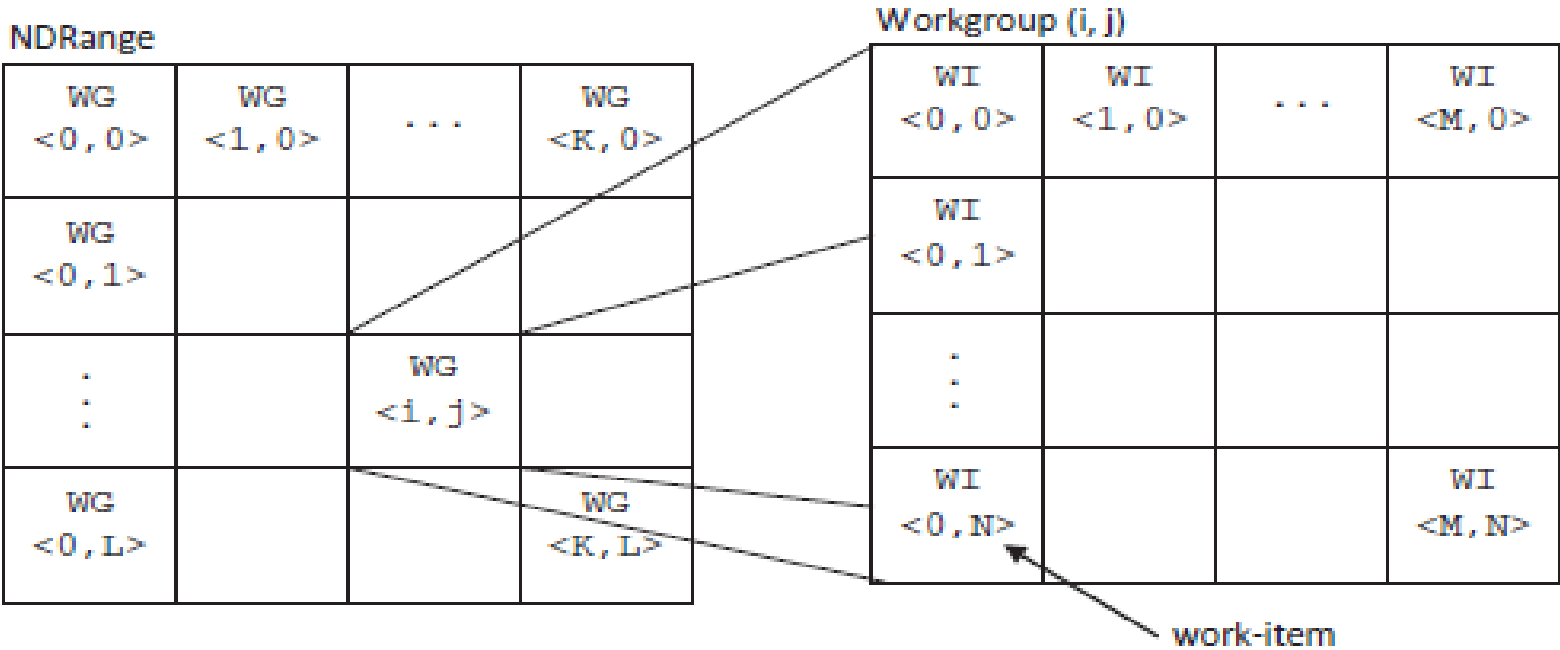 NDRange
WG
<0,0>
WG
<1,0>
...
WG
<K,0>
WG
<0,1>
.
.
.
WG
<i,j>
WG
<0,L>
WG
<K,L>
Workgroup (i, j)
WI
<0,0>
WI
<1,0>
...
WI
<M,0>
WI
<0,1>
.
.
.
WI
<0,N>
WI
<M,N>
work-item